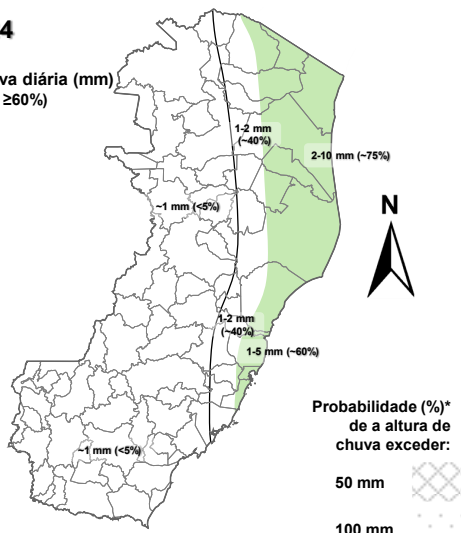 4
va diária (mm)
≥60%)
1-2 mm
(~40%)
2-10 mm (~75%)
~1 mm (<5%)
N
1-2 mm
(~40%)
1-5 mm (~60%)
~1 mm (<5%)
Probabilidade (%)*
de a altura de
chuva exceder:
50 mm
100 mm